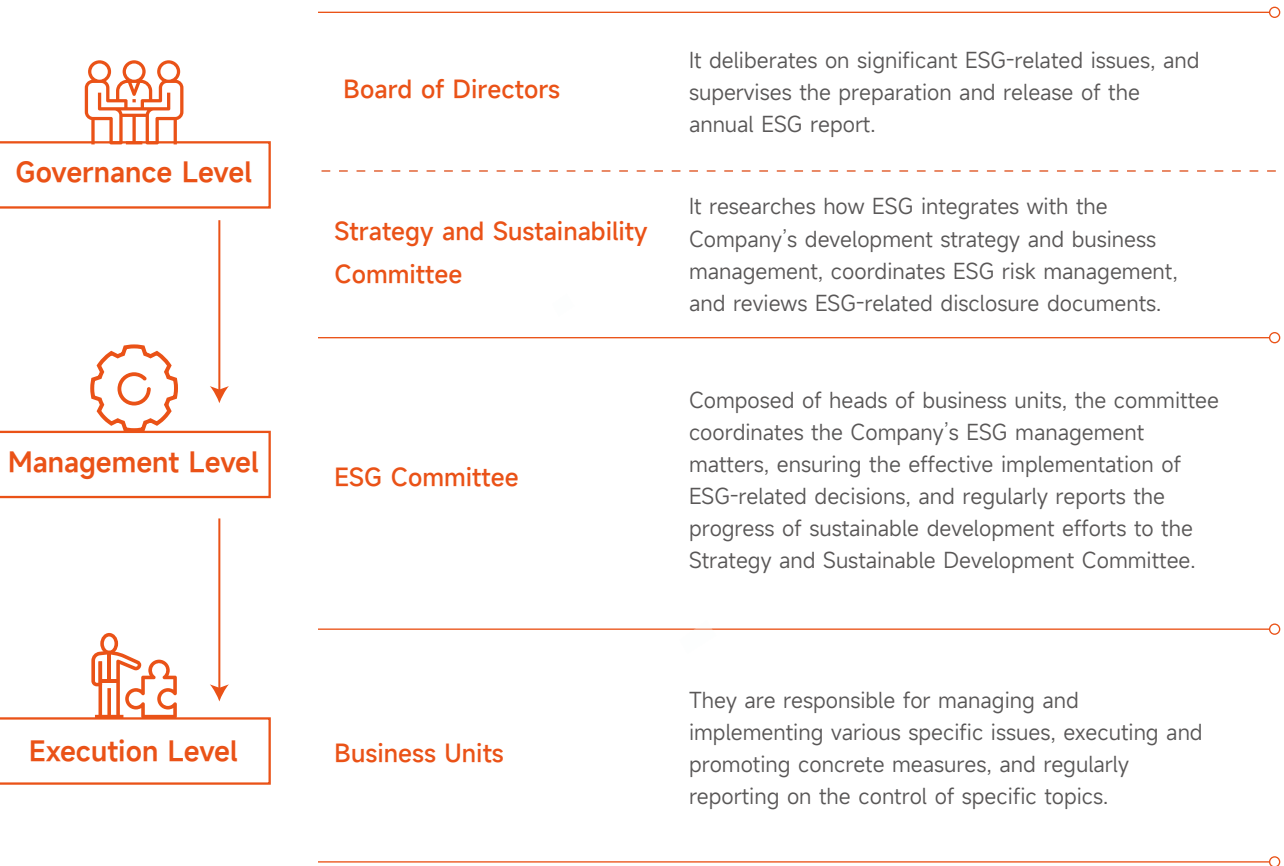 Governance Level
Board of Directors
It deliberates on significant ESG-related issues, and
supervises the preparation and release of the
annual ESG report.
Strategy and Sustainability
Committee
It researches how ESG integrates with the
Company's development strategy and business
management, coordinates ESG risk management,
and reviews ESG-related disclosure documents.
Management Level
ESG Committee
Composed of heads of business units, the committee
coordinates the Company's ESG management
matters, ensuring the effective implementation of
ESG-related decisions, and regularly reports the
progress of sustainable development efforts to the
Strategy and Sustainable Development Committee.
Execution Level
Business Units
They are responsible for managing and
implementing various specific issues, executing and
promoting concrete measures, and regularly
reporting on the control of specific topics.